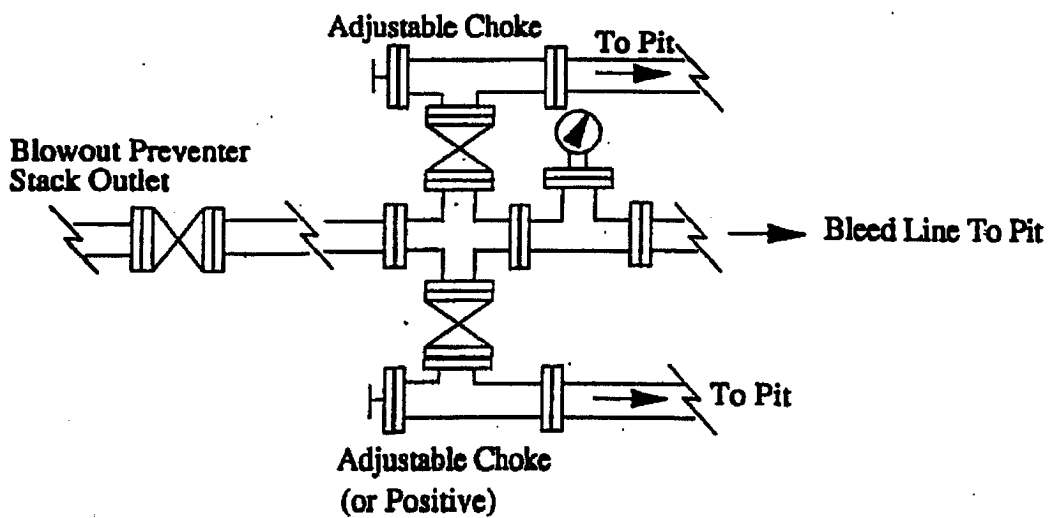 Adjustable Choke
To Pit
Blowout Preventer
Stack Outlet
Bleed Line To Pit
To Pit
Adjustable Choke
(or Positive)